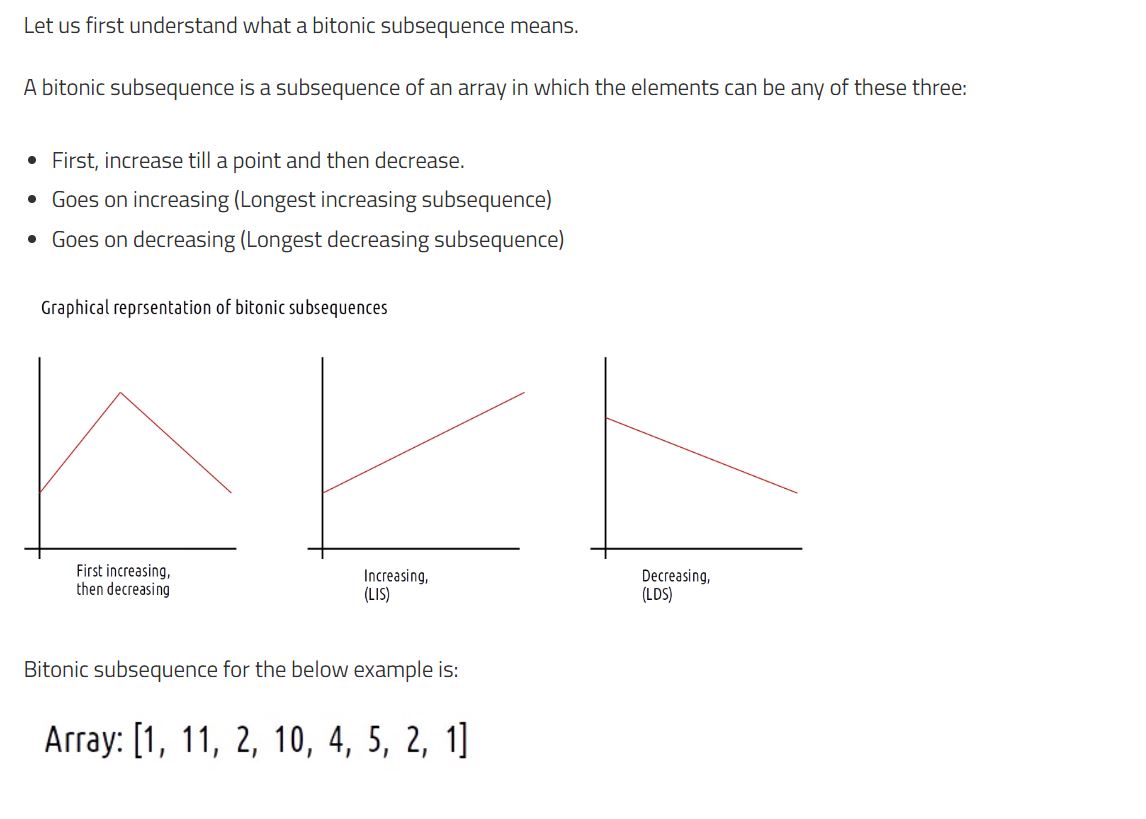 Let us first understand what a bitonic subsequence means.
A bitonic subsequence is a subsequence of an array in which the elements can be any of these three:
• First, increase till a point and then decrease.
• Goes on increasing (Longest increasing subsequence)
• Goes on decreasing (Longest decreasing subsequence)
Graphical reprsentation of bitonic subsequences
First increasing,
then decreasing
Increasing,
(LIS)
Decreasing,
(LDS)
Bitonic subsequence for the below example is:
Array: [1, 11, 2, 10, 4, 5, 2, 1]